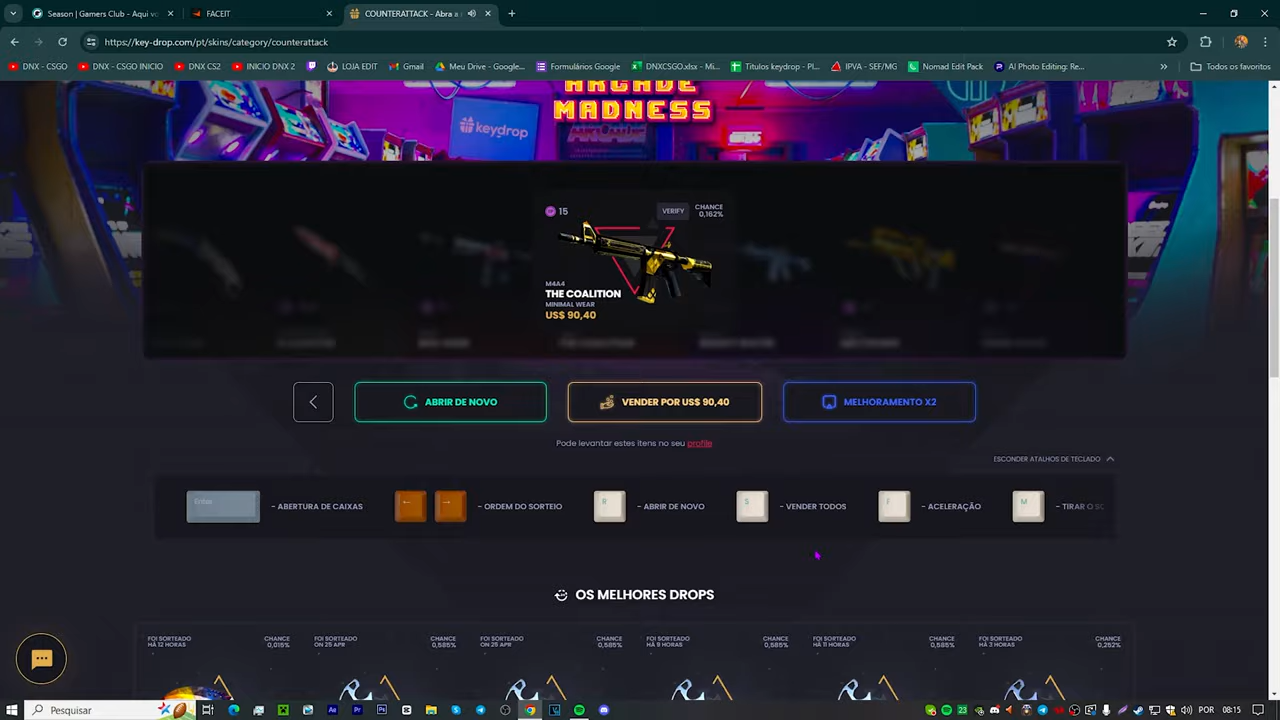 Season | Gamers Club - Aqui vo
FACEIT
COUNTERATTACK - Abra a
https://key-drop.com/pt/skins/category/counterattack
DNX - CSGO
DNX - CSGO INICIO
DNX CS2
INICIO DNX 2
LOJA EDIT
Gmail
Meu Drive - Google...
Formulários Google
DNXCSGO.xlsx - Mi...
Titulos keydrop - Pl...
IPVA - SEF/MG
Nomad Edit Pack
AI Photo Editing: Re...
Todos os favoritos
ARCADE
MADNESS
keydrop
15
VERIFY
CHANCE
0,162%
M4A4
THE COALITION
MINIMAL WEAR
US$ 90,40
ABRIR DE NOVO
VENDER POR US$ 90,40
MELHORAMENTO X2
Pode levantar estes itens no seu profile
ESCONDER ATALHOS DE TECLADO
Enter
- ABERTURA DE CAIXAS
← → - ORDEM DO SORTEIO
R - ABRIR DE NOVO
S - VENDER TODOS
F - ACELERAÇÃO
M - TIRAR O
OS MELHORES DROPS
FOI SORTEADO
HÁ 12 HORAS
CHANCE
0,015%
FOI SORTEADO
ON 25 APR
CHANCE
0,585%
FOI SORTEADO
ON 25 APR
CHANCE
0,585%
FOI SORTEADO
HÁ 9 HORAS
CHANCE
0,585%
FOI SORTEADO
HÁ 11 HORAS
CHANCE
0,585%
FOI SORTEADO
HÁ 3 HORAS
CHANCE
0,252%
Pesquisar
23
POR
08:15